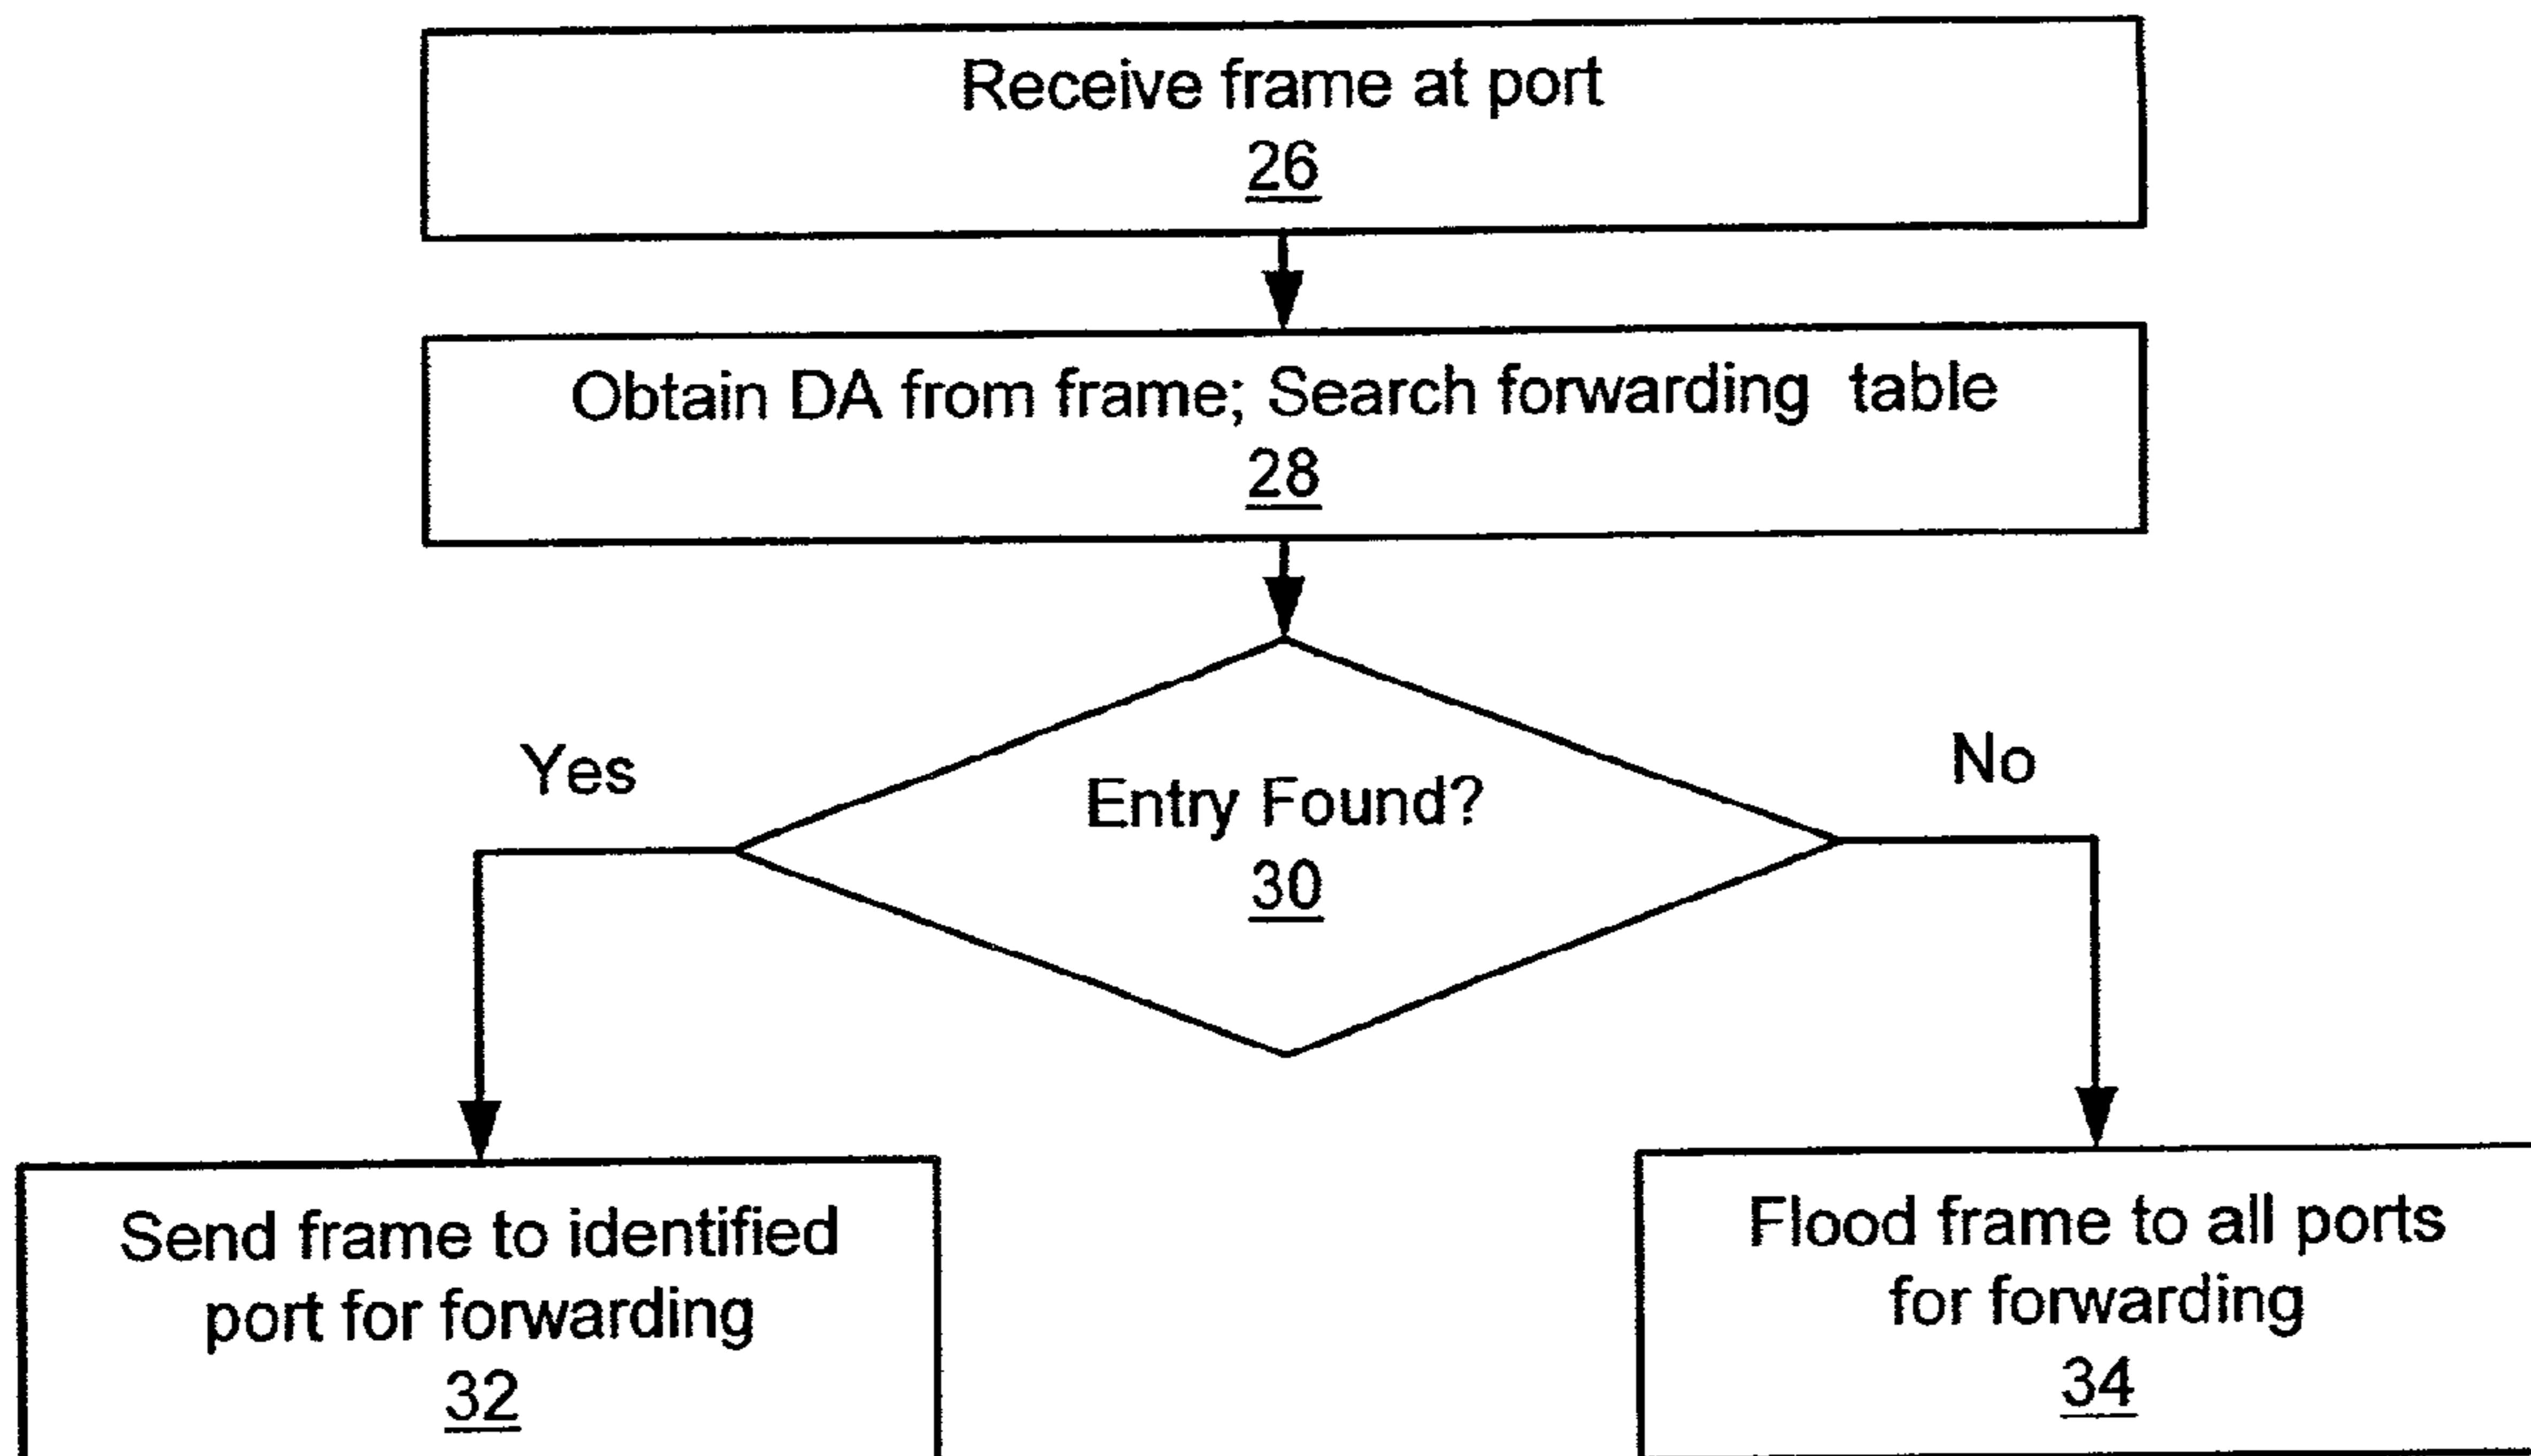 Receive frame at port
26
Obtain DA from frame; Search forwarding table
28
Yes
No
Entry Found?
30
Send frame to identified
port for forwarding
32
Flood frame to all ports
for forwarding
34